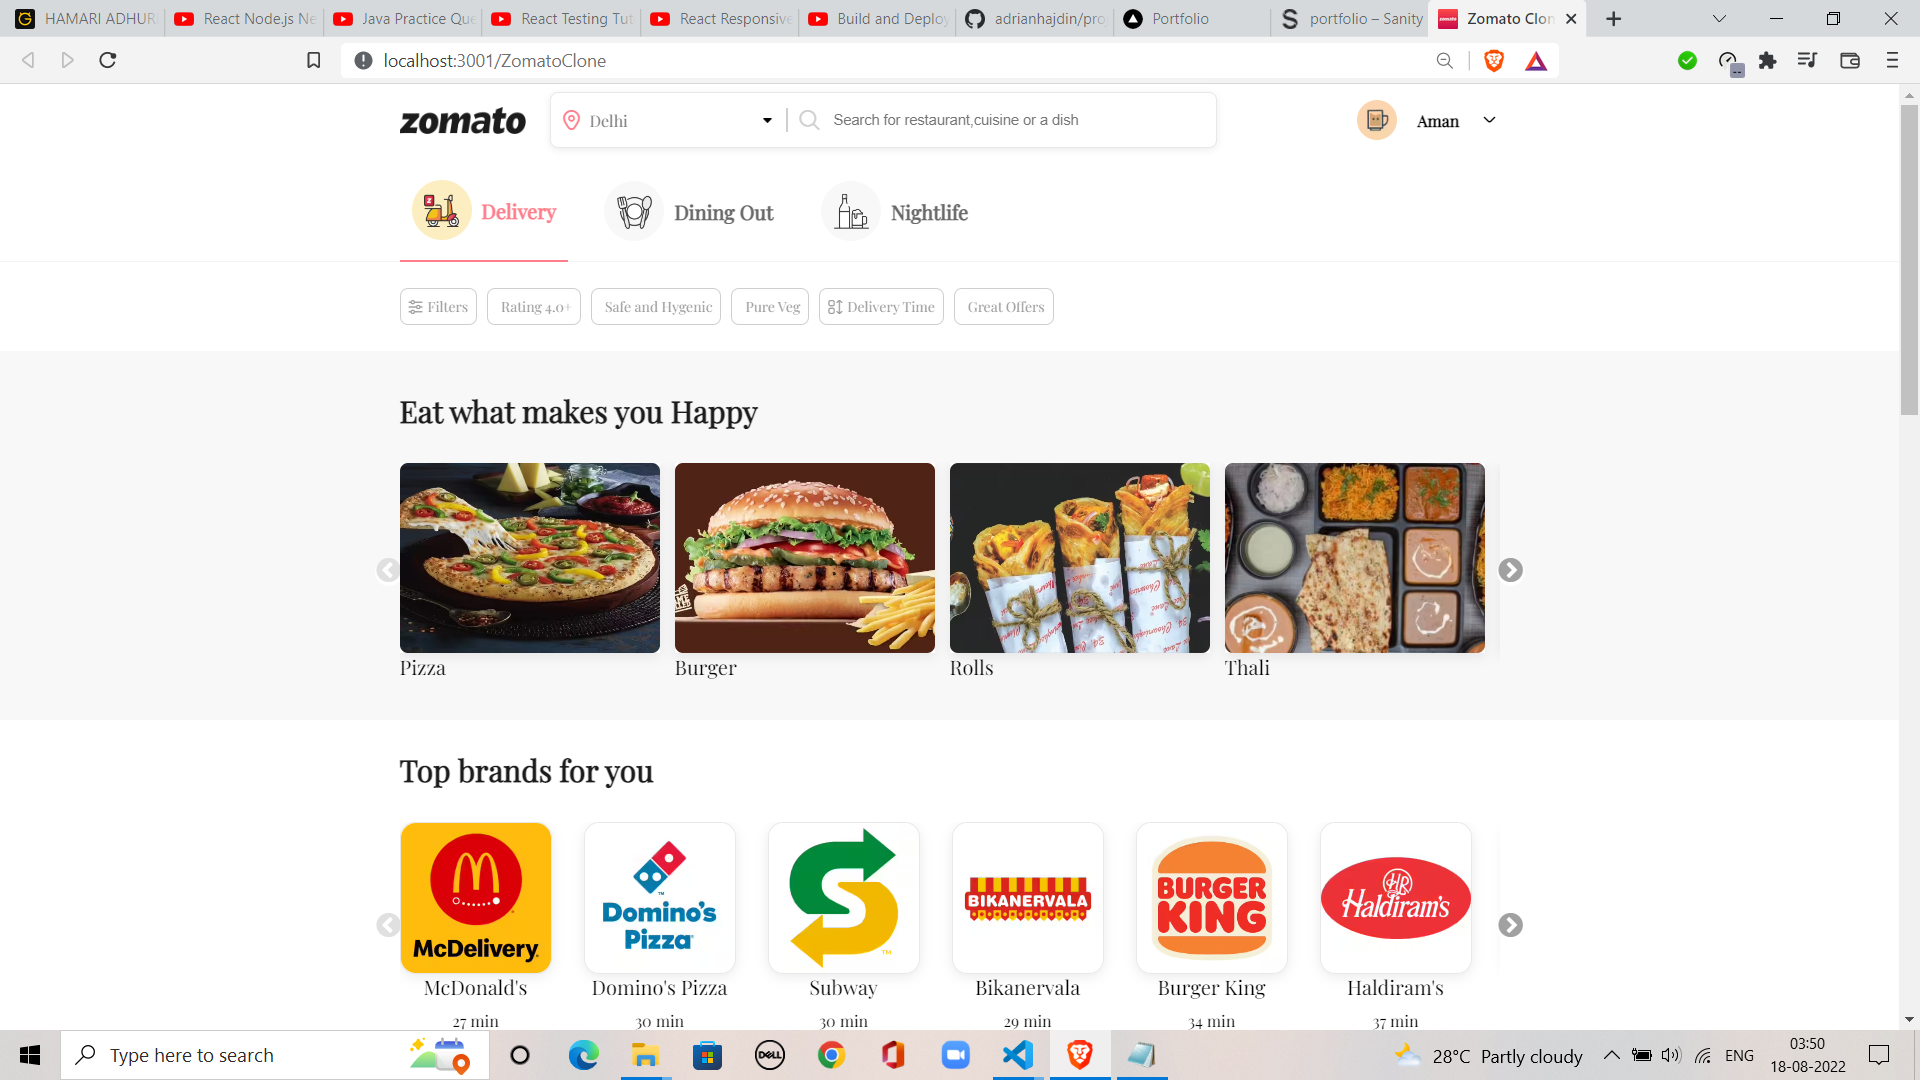 HAMARI ADHUR
React Node.js Ne
Java Practice Que
React Testing Tut
React Responsive
Build and Deploy
adrianhajdin/pro
Portfolio
portfolio – Sanity
Zomato Clon
localhost:3001/ZomatoClone
zomato
Delhi
Search for restaurant,cuisine or a dish
Aman
Delivery
Dining Out
Nightlife
Filters
Rating 4.0+
Safe and Hygenic
Pure Veg
Delivery Time
Great Offers
Eat what makes you Happy
Pizza
Burger
Rolls
Thali
Top brands for you
McDelivery
Domino's
Pizza
BIKANERVALA
BURGER
KING
HR
Haldiram's
McDonald's
Domino's Pizza
Subway
Bikanervala
Burger King
Haldiram's
27 min
30 min
30 min
29 min
34 min
37 min
Type here to search
DELL
28°C Partly cloudy
ENG
03:50
18-08-2022